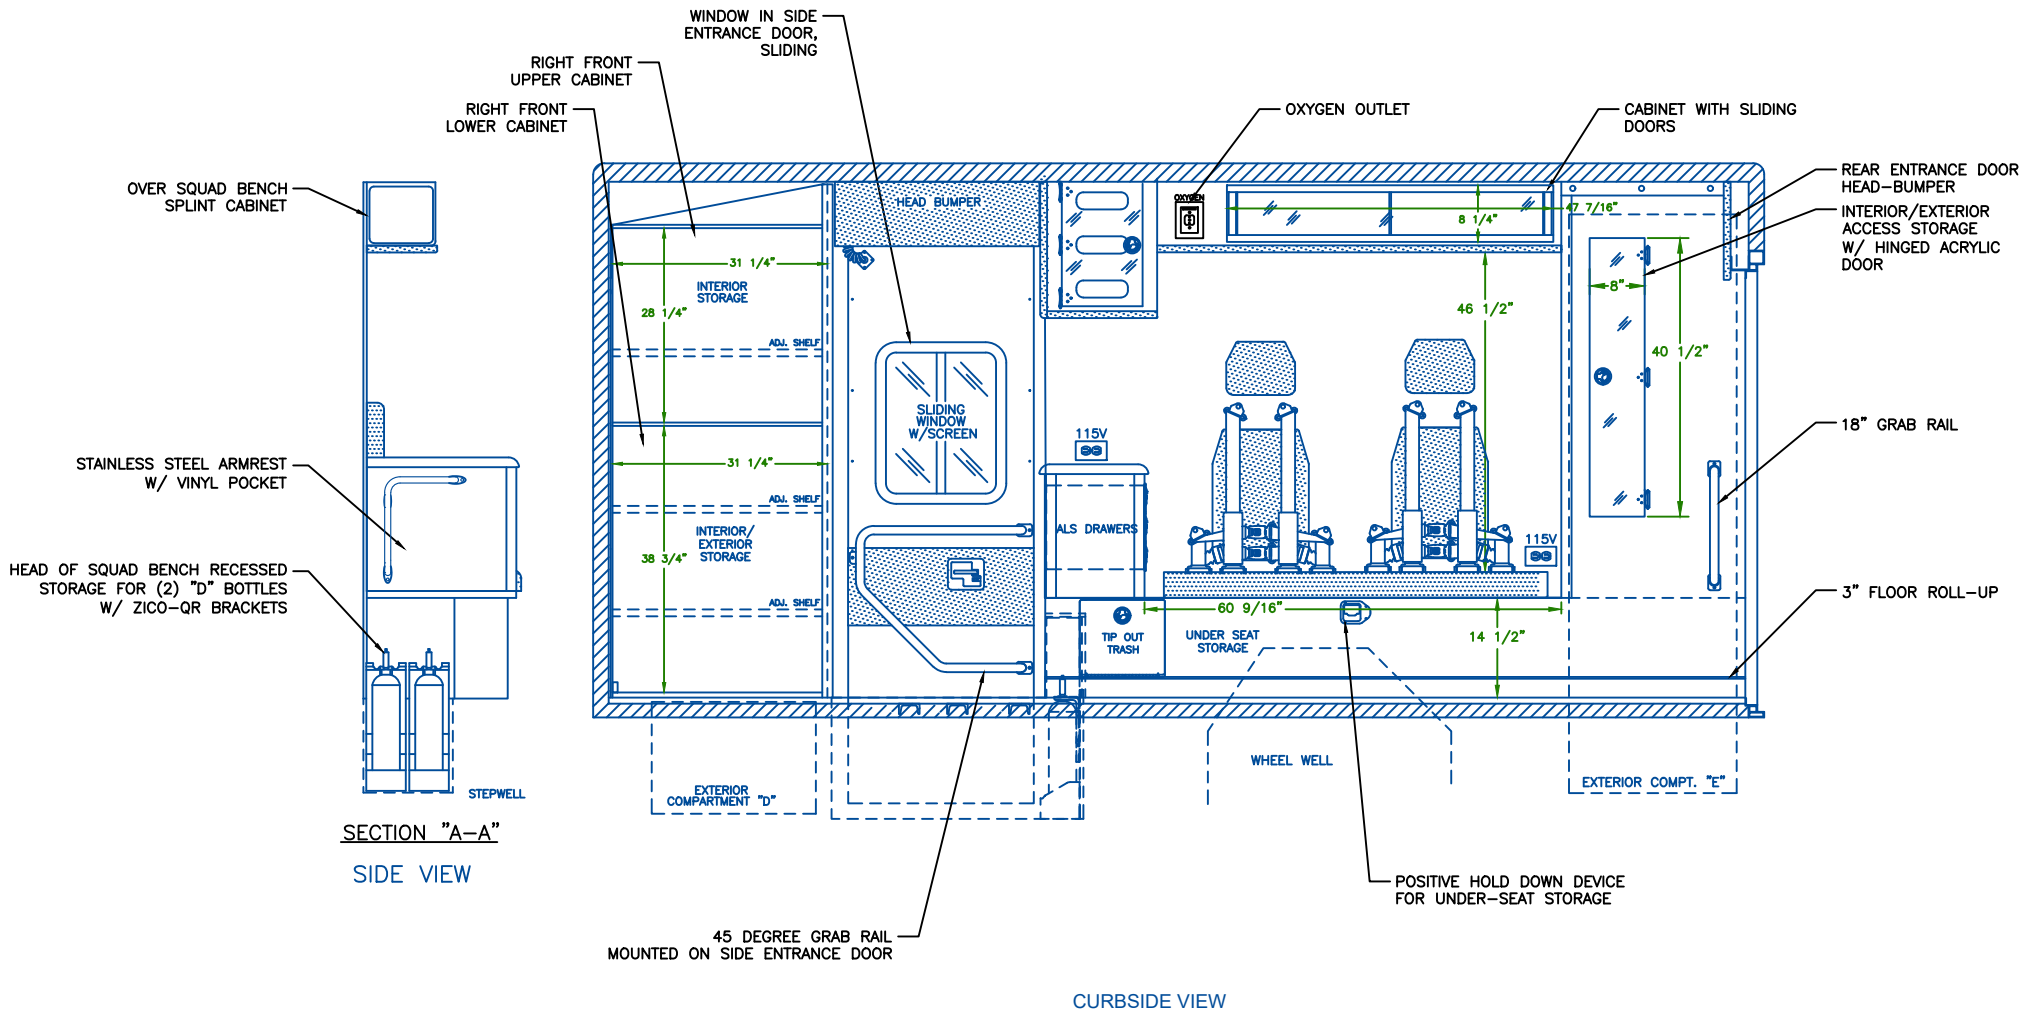 WINDOW IN SIDE
ENTRANCE DOOR,
SLIDING
RIGHT FRONT
UPPER CABINET
RIGHT FRONT
LOWER CABINET
OXYGEN OUTLET
CABINET WITH SLIDING
DOORS
OVER SQUAD BENCH
SPLINT CABINET
REAR ENTRANCE DOOR
HEAD-BUMPER
INTERIOR/EXTERIOR
ACCESS STORAGE
W/ HINGED ACRYLIC
DOOR
HEAD BUMPER
OXYGEN
47 7/16"
8 1/4"
31 1/4"
INTERIOR
STORAGE
28 1/4"
46 1/2"
8"
ADJ. SHELF
40 1/2"
SLIDING
WINDOW
W/SCREEN
115V
18" GRAB RAIL
STAINLESS STEEL ARMREST
W/ VINYL POCKET
31 1/4"
ADJ. SHELF
INTERIOR/
EXTERIOR
STORAGE
38 3/4"
ALS DRAWERS
115V
HEAD OF SQUAD BENCH RECESSED
STORAGE FOR (2) "D" BOTTLES
W/ ZICO-QR BRACKETS
ADJ. SHELF
60 9/16"
3" FLOOR ROLL-UP
TIP OUT
TRASH
UNDER SEAT
STORAGE
14 1/2"
WHEEL WELL
STEPWELL
EXTERIOR
COMPARTMENT "D"
EXTERIOR COMPT. "E"
SECTION "A-A"
SIDE VIEW
POSITIVE HOLD DOWN DEVICE
FOR UNDER-SEAT STORAGE
45 DEGREE GRAB RAIL
MOUNTED ON SIDE ENTRANCE DOOR
CURBSIDE VIEW